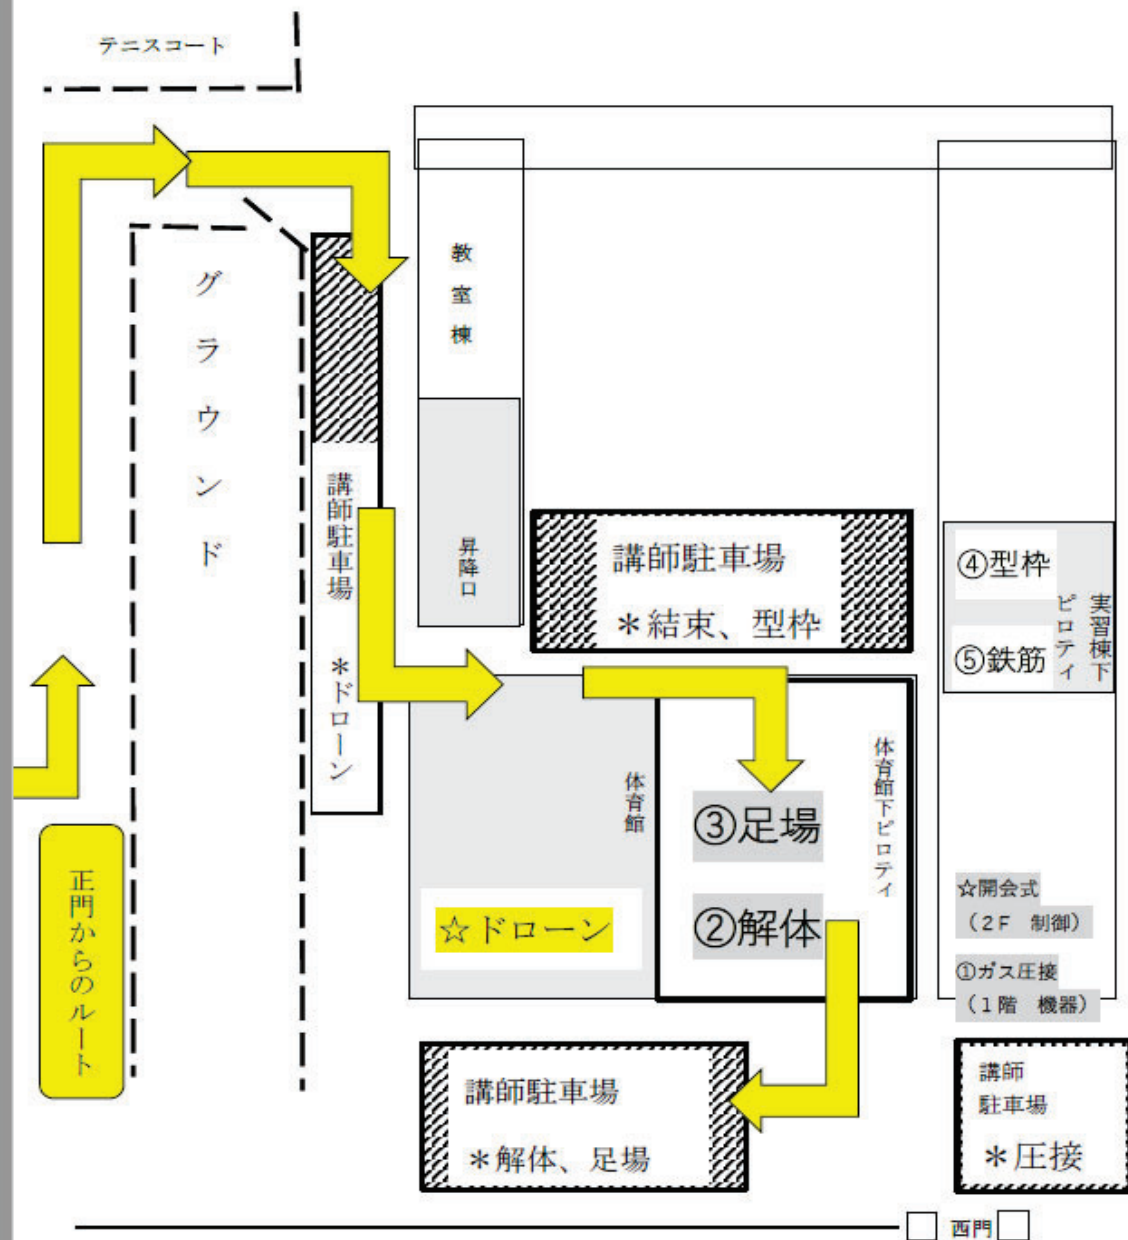 テニスコート
グラウンド
教室棟
昇降口
講師駐車場 *ドローン
講師駐車場
*結束、型枠
④型枠
⑤鉄筋
実習棟下
ピロティ
体育館
体育館下ピロティ
③足場
②解体
☆ドローン
☆開会式
(2F 制御)
①ガス圧接
(1階 機器)
正門からのルート
講師駐車場
*解体、足場
講師
駐車場
*圧接
西門